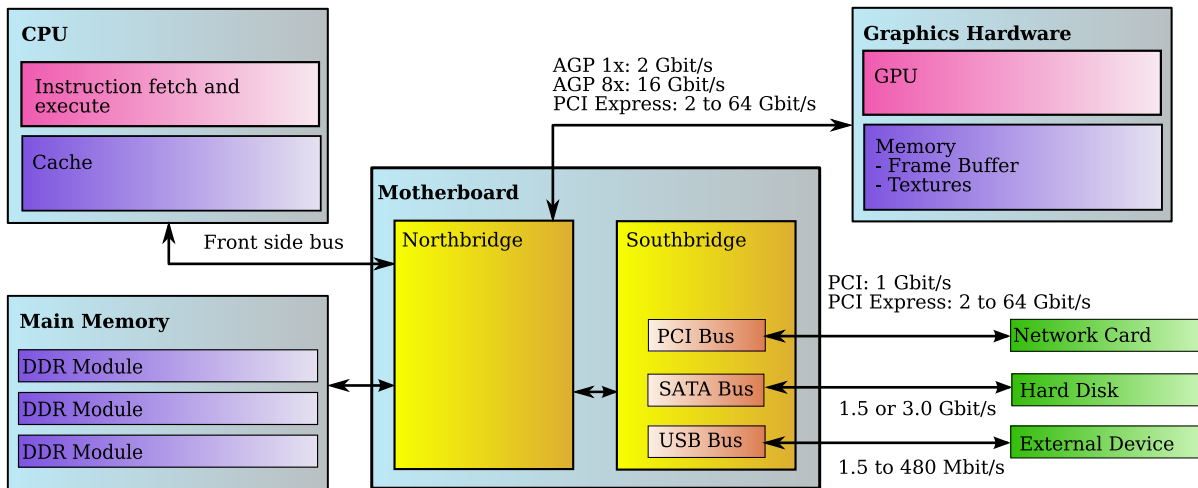 CPU
Instruction fetch and
execute
Cache
Front side bus
Main Memory
DDR Module
DDR Module
DDR Module
AGP 1x: 2 Gbit/s
AGP 8x: 16 Gbit/s
PCI Express: 2 to 64 Gbit/s
Graphics Hardware
GPU
Memory
- Frame Buffer
- Textures
Motherboard
Northbridge
Southbridge
PCI Bus
SATA Bus
USB Bus
PCI: 1 Gbit/s
PCI Express: 2 to 64 Gbit/s
Network Card
Hard Disk
1.5 or 3.0 Gbit/s
External Device
1.5 to 480 Mbit/s